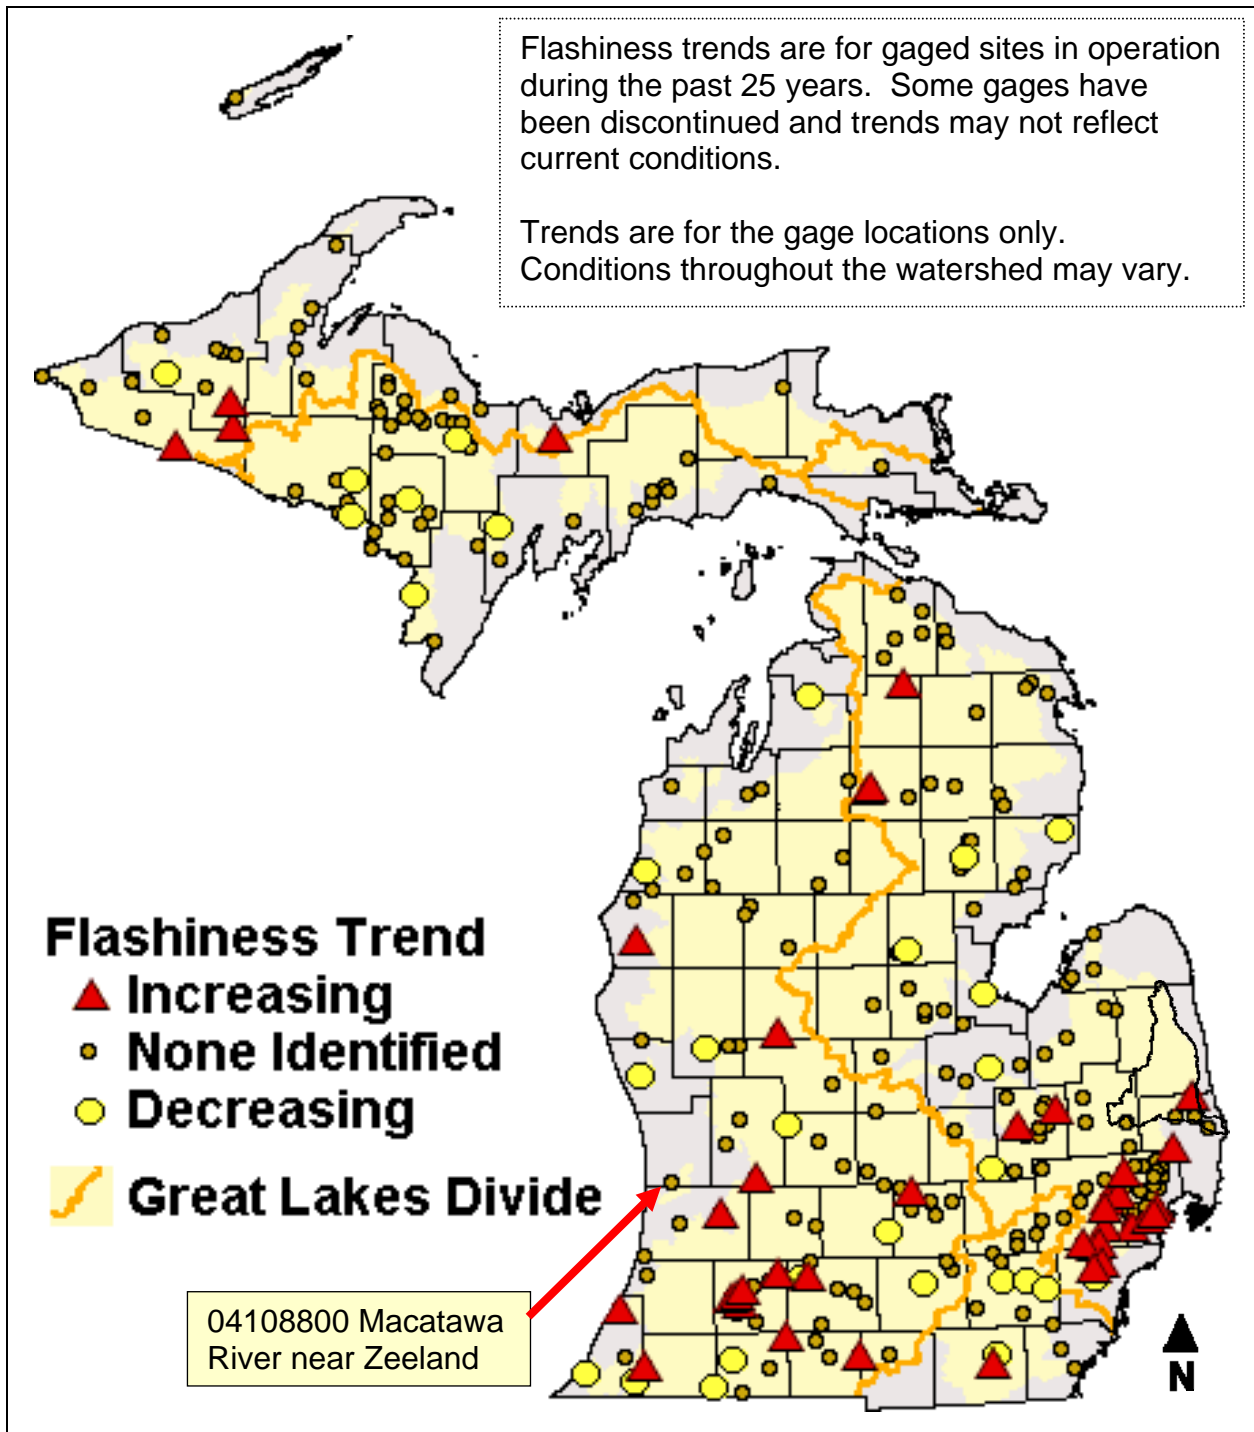 Flashiness trends are for gaged sites in operation
during the past 25 years.  Some gages have
been discontinued and trends may not reflect
current conditions.
Trends are for the gage locations only.
Conditions throughout the watershed may vary.
Flashiness Trend
Increasing
None Identified
Decreasing
Great Lakes Divide
04108800 Macatawa
River near Zeeland
N